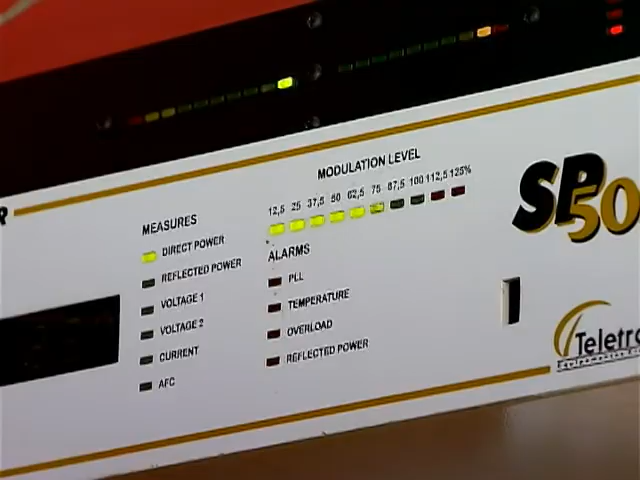 R
MODULATION LEVEL
12,5 25 37,5 50 62,5 75 87,5 100 112,5 125%
MEASURES
DIRECT POWER
REFLECTED POWER
VOLTAGE 1
VOLTAGE 2
CURRENT
AFC
ALARMS
PLL
TEMPERATURE
OVERLOAD
REFLECTED POWER
SP50
Teletro